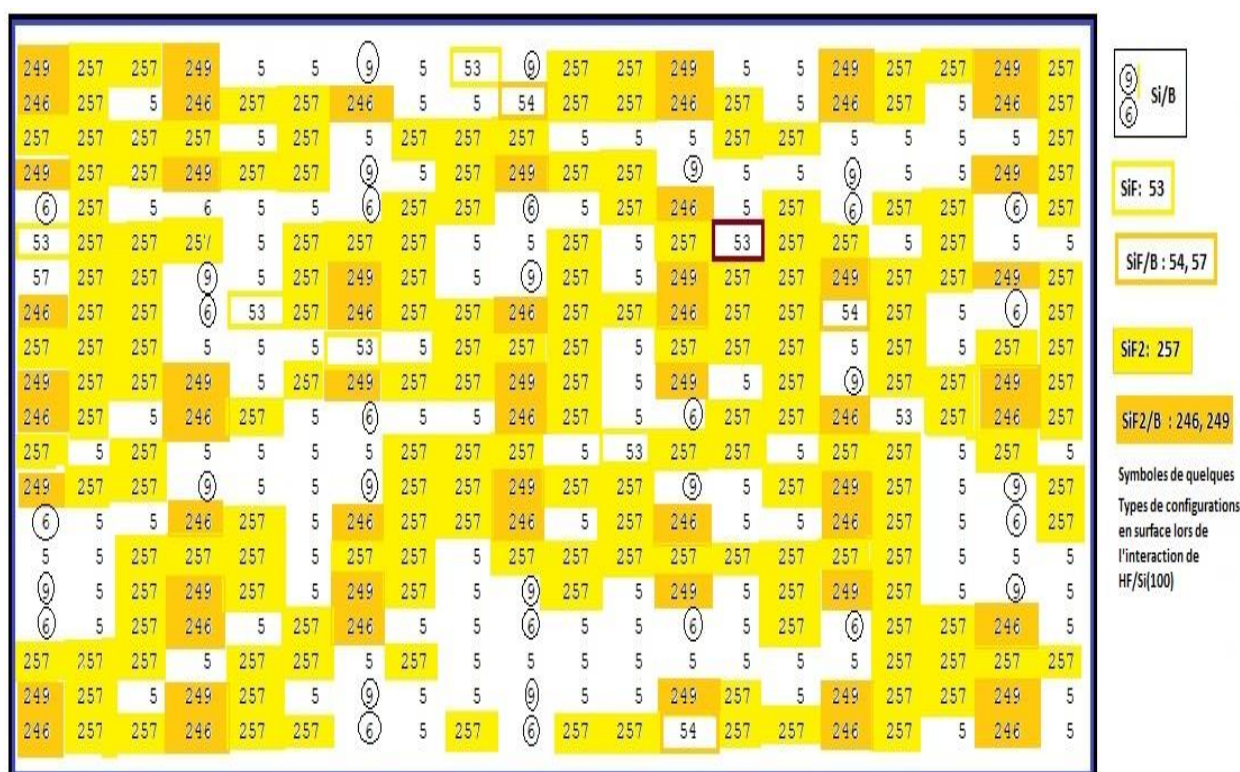 249 257 257 249 5 5 9 5 53 9 257 257 249 5 5 249 257 257 249 257
246 257 5 246 257 257 246 5 5 54 257 257 246 257 5 246 257 5 246 257
257 257 257 257 5 257 5 257 257 257 5 5 5 257 257 5 5 5 5 257
249 257 257 249 257 257 9 5 257 249 257 257 9 5 5 9 5 5 249 257
6 257 5 6 5 5 6 257 257 6 5 257 246 5 257 6 257 257 6 257
53 257 257 257 5 257 257 257 5 5 257 5 257 53 257 257 5 257 5 5
57 257 257 9 5 257 249 257 5 9 257 5 249 257 257 249 257 257 249 257
246 257 257 6 53 257 246 257 257 246 257 257 246 257 257 54 257 5 6 257
257 257 257 5 5 5 53 5 257 257 257 5 257 257 257 5 257 5 257 257
249 257 257 249 5 257 249 257 257 249 257 5 249 5 257 9 257 257 249 257
246 257 5 246 257 5 6 5 5 246 257 5 6 257 257 246 53 257 246 257
257 5 257 5 5 5 5 257 257 257 5 53 257 257 5 257 5 5 257 5
249 257 257 9 5 5 9 257 257 249 257 257 9 5 257 249 257 257 9 257
6 5 5 246 257 5 246 257 257 246 5 257 246 5 5 246 257 5 6 257
5 5 257 257 257 257 257 257 5 257 257 257 257 257 257 257 257 5 5 5
9 5 257 249 257 5 249 257 5 9 257 5 249 5 257 249 257 5 9 5
6 5 257 246 5 257 246 5 5 6 5 5 6 5 257 6 257 257 246 5
257 257 257 5 257 257 5 257 5 5 5 5 5 5 5 5 257 257 257 257
249 257 5 249 257 5 9 5 5 9 5 5 249 257 5 249 257 257 249 5
246 257 257 246 257 257 6 5 257 6 257 257 54 257 257 246 257 5 246 5
9
6 Si/B
SiF: 53
SiF/B : 54, 57
SiF2: 257
SiF2/B : 246, 249
Symboles de quelques
Types de configurations
en surface lors de
l'interaction de
HF/Si(100)